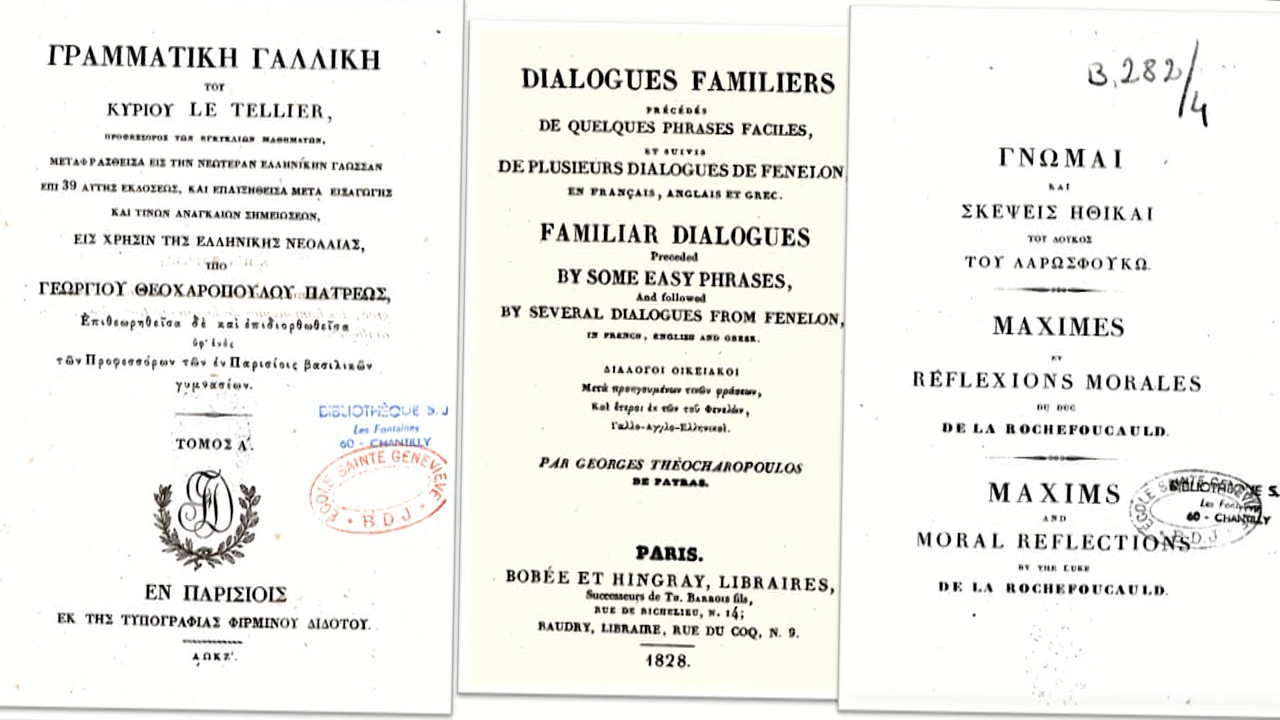 ΓΡΑΜΜΑΤΙΚΗ ΓΑΛΛΙΚΗ
ΤΟΥ
ΚΥΡΙΟΥ LE TELLIER,
ΠΡΟΦΕΣΣΟΡΟΣ ΤΩΝ ΕΓΚΥΚΛΙΩΝ ΜΑΘΗΜΑΤΩΝ,
ΜΕΤΑΦΡΑΣΘΕΙΣΑ ΕΙΣ ΤΗΝ ΝΕΩΤΕΡΑΝ ΕΛΛΗΝΙΚΗΝ ΓΛΩΣΣΑΝ
ΕΠΙ 39 ΑΥΤΗΣ ΕΚΔΟΣΕΩΣ, ΚΑΙ ΕΠΑΥΞΗΘΕΙΣΑ ΜΕΤΑ ΕΙΣΑΓΩΓΗΣ
ΚΑΙ ΤΙΝΩΝ ΑΝΑΓΚΑΙΩΝ ΣΗΜΕΙΩΣΕΩΝ,
ΕΙΣ ΧΡΗΣΙΝ ΤΗΣ ΕΛΛΗΝΙΚΗΣ ΝΕΟΛΑΙΑΣ,
ΥΠΟ
ΓΕΩΡΓΙΟΥ ΘΕΟΧΑΡΟΠΟΥΛΟΥ ΠΑΤΡΕΩΣ,
Ἐπιθεωρηθεῖσα δὲ καὶ ἐπιδιορθωθεῖσα
ὑφ' ἑνὸς
τῶν Προφεσσόρων τῶν ἐν Παρισίοις βασιλικῶν
γυμνασίων.
ΤΟΜΟΣ Α'.
BIBLIOTHÈQUE S. J
Les Fontaines
60 - CHANTILLY
ECOLE SAINTE GENEVIEVE
B.D.J
ΕΝ ΠΑΡΙΣΙΟΙΣ
ΕΚ ΤΗΣ ΤΥΠΟΓΡΑΦΙΑΣ ΦΙΡΜΙΝΟΥ ΔΙΔΟΤΟΥ.
ΑΩΚΖ'.
DIALOGUES FAMILIERS
PRÉCÉDÉS
DE QUELQUES PHRASES FACILES,
ET SUIVIS
DE PLUSIEURS DIALOGUES DE FENELON,
EN FRANÇAIS, ANGLAIS ET GREC.
FAMILIAR DIALOGUES
Preceded
BY SOME EASY PHRASES,
And followed
BY SEVERAL DIALOGUES FROM FENELON,
IN FRENCH, ENGLISH AND GREEK.
ΔΙΑΛΟΓΟΙ ΟΙΚΕΙΑΚΟΙ
Μετὰ προηγουμένων τινῶν φράσεων,
Καὶ ἕτεροι ἐκ τῶν τοῦ Φενελῶν,
Γαλλο-Αγγλο-Ελληνικοί.
PAR GEORGES THÉOCHAROPOULOS
DE PATRAS.
PARIS.
BOBÉE ET HINGRAY, LIBRAIRES,
Successeurs de TH. BARROIS fils,
RUE DE RICHELIEU, N. 14;
BAUDRY, LIBRAIRE, RUE DU COQ, N. 9.
1828.
B.282/4
ΓΝΩΜΑΙ
ΚΑΙ
ΣΚΕΨΕΙΣ ΗΘΙΚΑΙ
ΤΟΥ ΔΟΥΚΟΣ
ΤΟΥ ΛΑΡΩΣΦΟΥΚΩ.
MAXIMES
ET
RÉFLEXIONS MORALES
DU DUC
DE LA ROCHEFOUCAULD.
MAXIMS
AND
MORAL REFLECTIONS
BY THE DUKE
DE LA ROCHEFOUCAULD.
BIBLIOTHÈQUE S.
60 - CHANTILLY